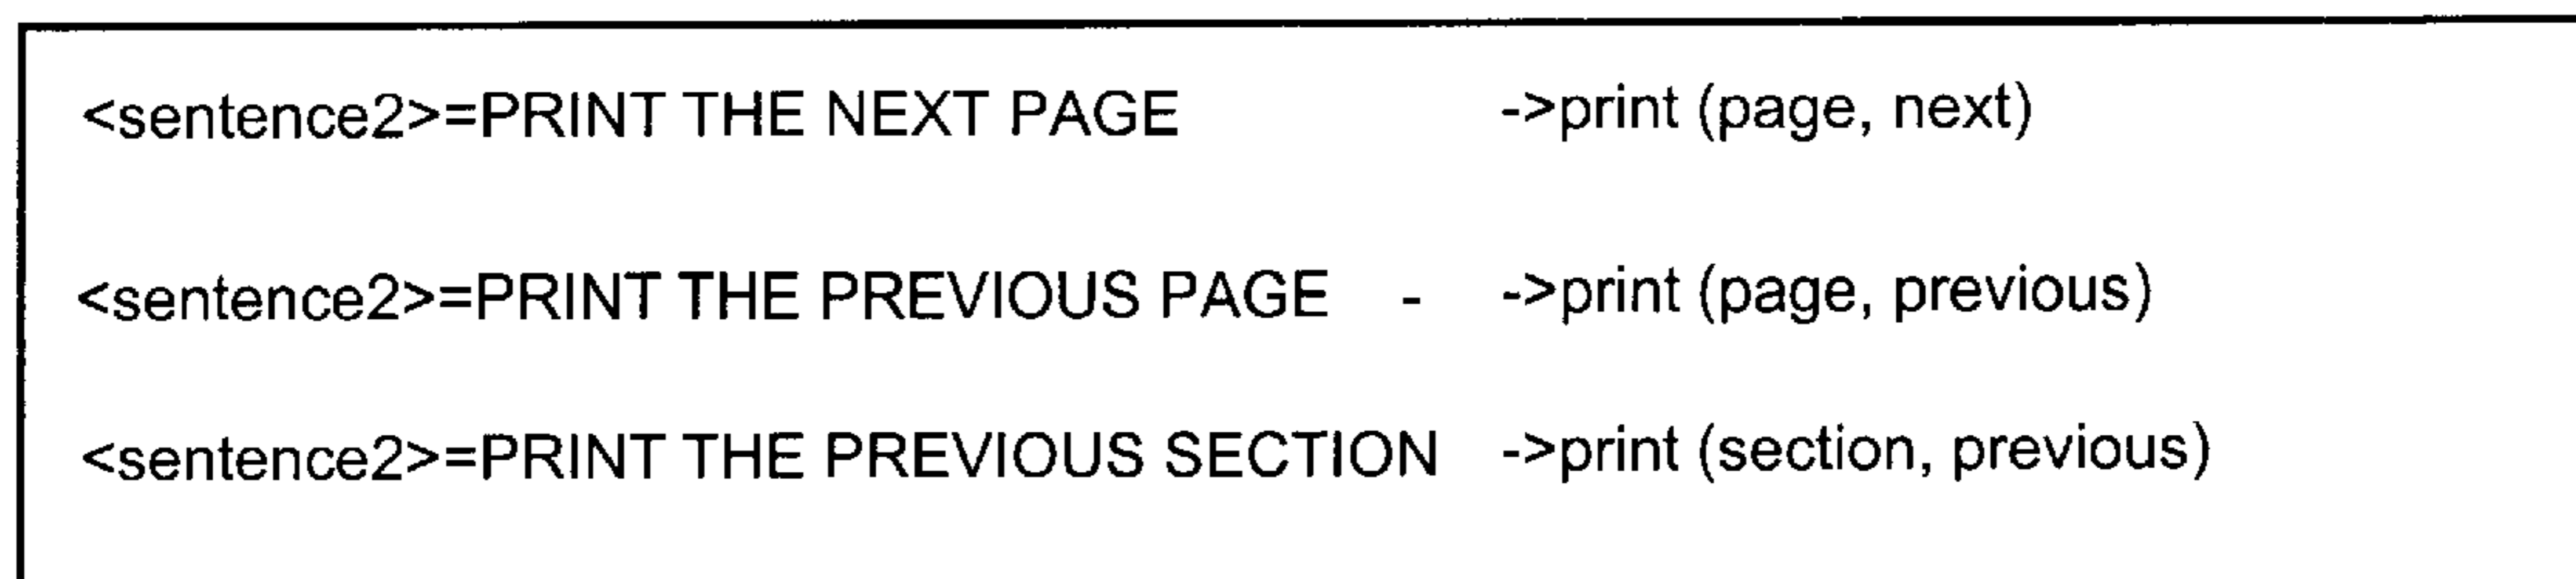 <sentence2>=PRINT THE NEXT PAGE ->print (page, next)
<sentence2>=PRINT THE PREVIOUS PAGE - ->print (page, previous)
<sentence2>=PRINT THE PREVIOUS SECTION ->print (section, previous)